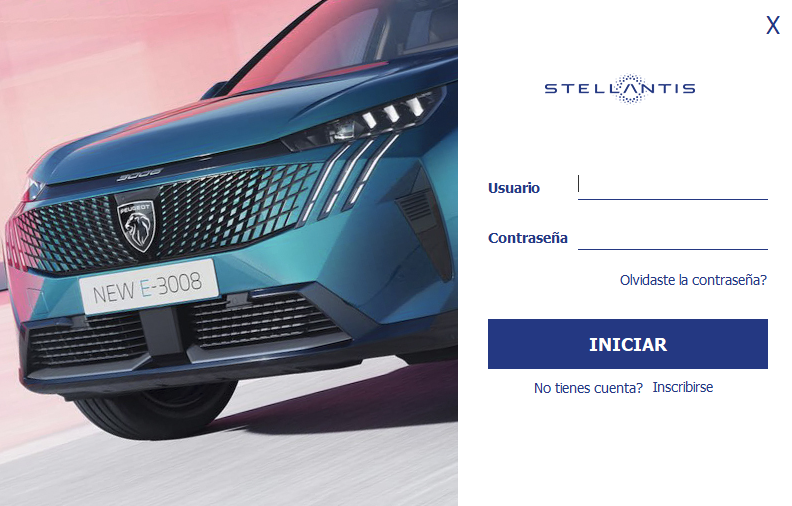 X
STELLANTIS
3008
PEUGEOT
NEW E-3008
Usuario
Contraseña
Olvidaste la contraseña?
INICIAR
No tienes cuenta? Inscribirse